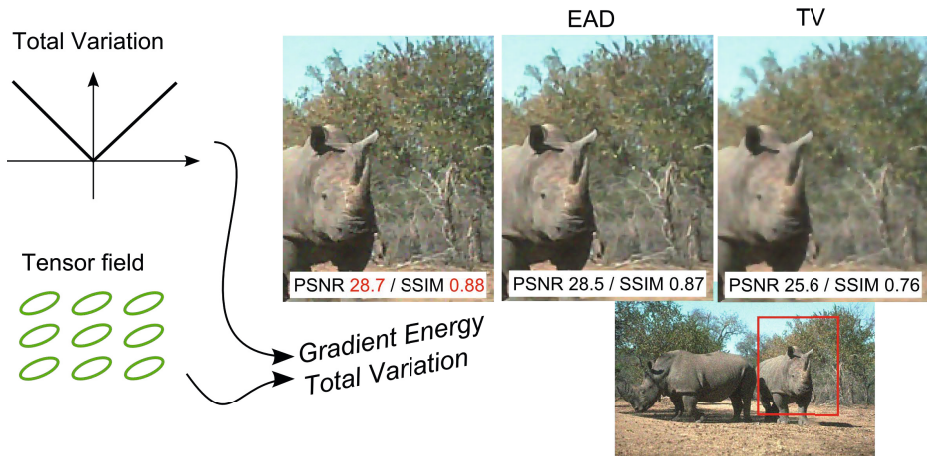 Total Variation
EAD
TV
PSNR 28.7 / SSIM 0.88
PSNR 28.5 / SSIM 0.87
PSNR 25.6 / SSIM 0.76
Tensor field
Gradient Energy
Total Variation